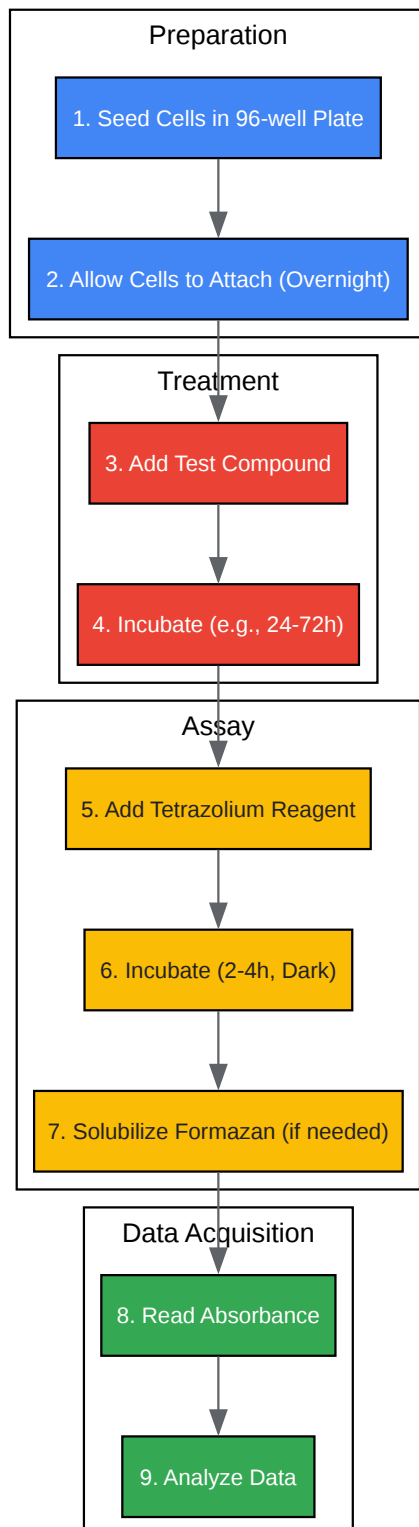 Preparation
1. Seed Cells in 96-well Plate
2. Allow Cells to Attach (Overnight)
Treatment
3. Add Test Compound
4. Incubate (e.g., 24-72h)
Assay
5. Add Tetrazolium Reagent
6. Incubate (2-4h, Dark)
7. Solubilize Formazan (if needed)
Data Acquisition
8. Read Absorbance
9. Analyze Data